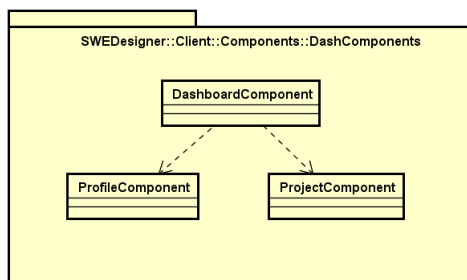 SWEDesigner::Client::Components::DashComponents
DashboardComponent
ProfileComponent
ProjectComponent